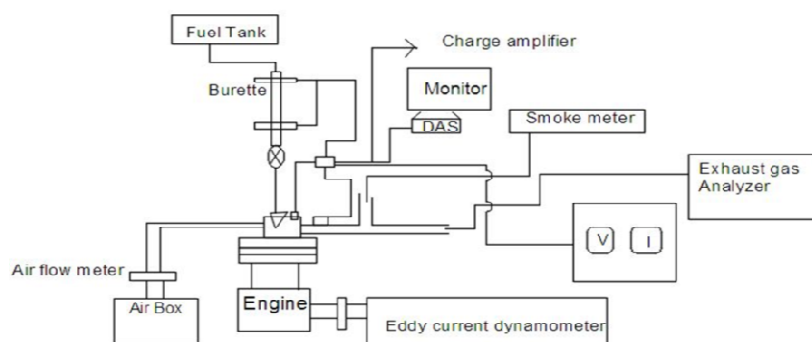 Fuel Tank
Charge amplifier
Burette
Monitor
DAS
Smoke meter
Exhaust gas
Analyzer
V I
Air flow meter
Air Box
Engine
Eddy current dynamometer